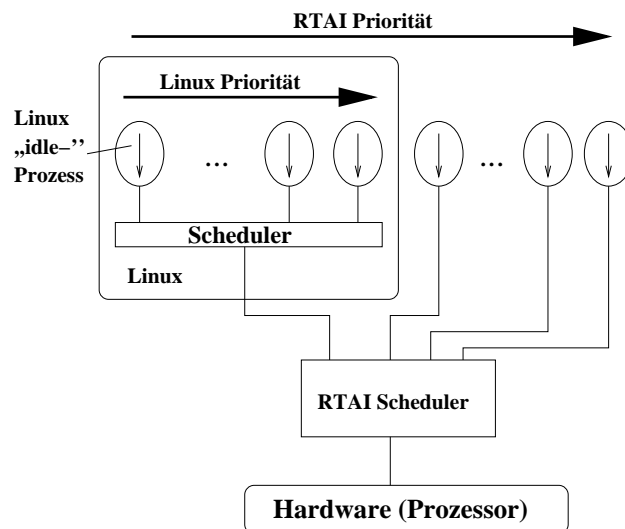 RTAI Priorität
Linux Priorität
Linux
„idle–’’
Prozess
...
...
Scheduler
Linux
RTAI Scheduler
Hardware (Prozessor)